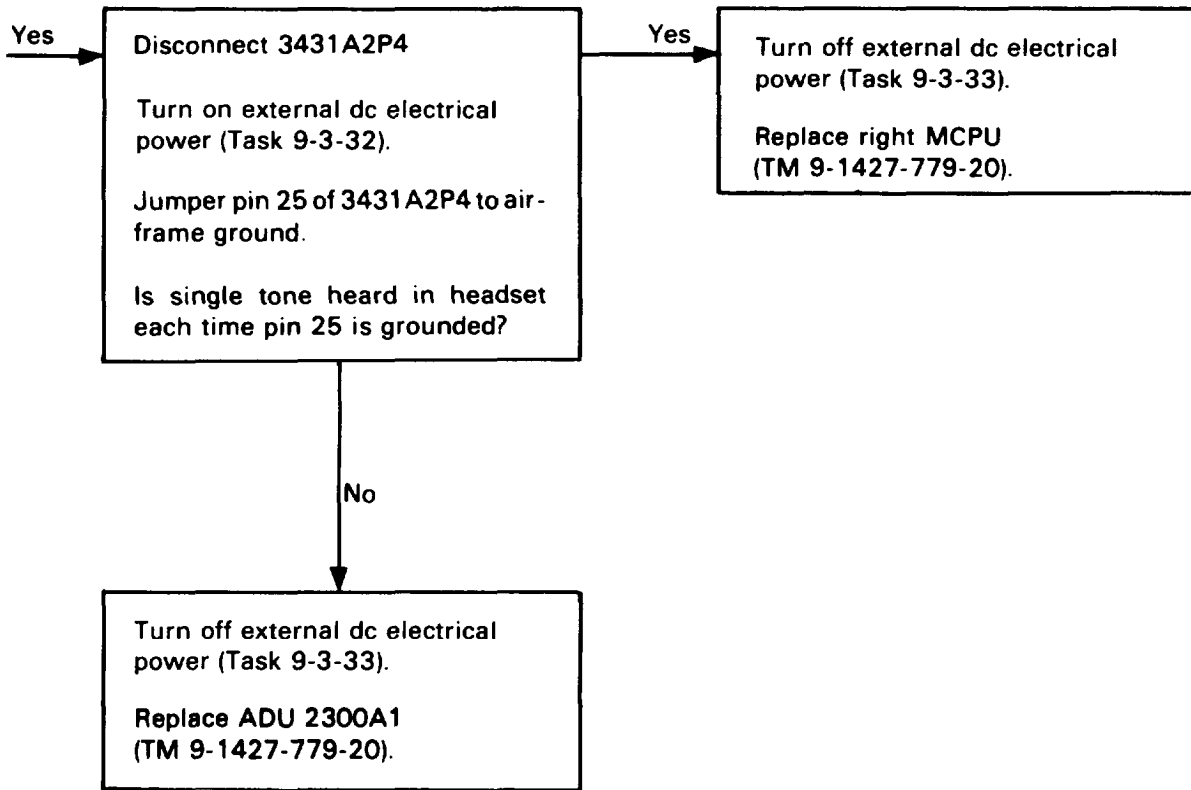 Yes
Disconnect 3431A2P4
Turn on external dc electrical
power (Task 9-3-32).
Jumper pin 25 of 3431A2P4 to air-
frame ground.
Is single tone heard in headset
each time pin 25 is grounded?
Yes
Turn off external dc electrical
power (Task 9-3-33).
Replace right MCPU
(TM 9-1427-779-20).
No
Turn off external dc electrical
power (Task 9-3-33).
Replace ADU 2300A1
(TM 9-1427-779-20).